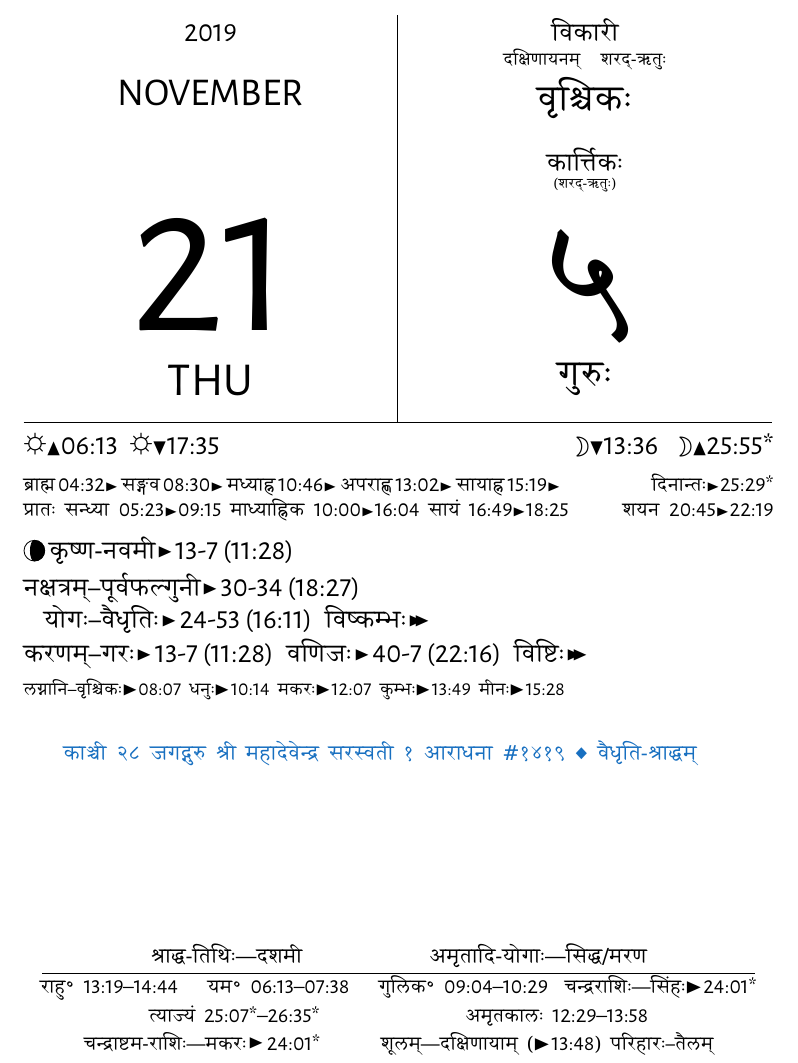 2019
NOVEMBER
21
THU
विकारी
दक्षिणायनम् शरद्-ऋतुः
वृश्चिकः
कार्त्तिकः
(शरद्-ऋतुः)
५
गुरुः
☼▲06:13 ☼▼17:35 ☽▼13:36 ☽▲25:55*
ब्राह्म 04:32► सङ्गव 08:30► मध्याह्न 10:46► अपराह्ण 13:02► सायाह्न 15:19► दिनान्तः►25:29*
प्रातः सन्ध्या 05:23►09:15 माध्याह्निक 10:00►16:04 सायं 16:49►18:25 शयन 20:45►22:19
कृष्ण-नवमी►13-7 (11:28)
नक्षत्रम्–पूर्वफल्गुनी►30-34 (18:27)
योगः–वैधृतिः►24-53 (16:11) विष्कम्भः►►
करणम्–गरः►13-7 (11:28) वणिजः►40-7 (22:16) विष्टिः►►
लग्नानि–वृश्चिकः►08:07 धनुः►10:14 मकरः►12:07 कुम्भः►13:49 मीनः►15:28
काञ्ची २८ जगद्गुरु श्री महादेवेन्द्र सरस्वती १ आराधना #१४१९ ◆ वैधृति-श्राद्धम्
श्राद्ध-तिथिः—दशमी अमृतादि-योगाः—सिद्ध/मरण
राहु॰ 13:19–14:44 यम॰ 06:13–07:38 गुलिक॰ 09:04–10:29 चन्द्रराशिः—सिंहः►24:01*
त्याज्यं 25:07*–26:35* अमृतकालः 12:29–13:58
चन्द्राष्टम-राशिः—मकरः►24:01* शूलम्—दक्षिणायाम् (►13:48) परिहारः–तैलम्